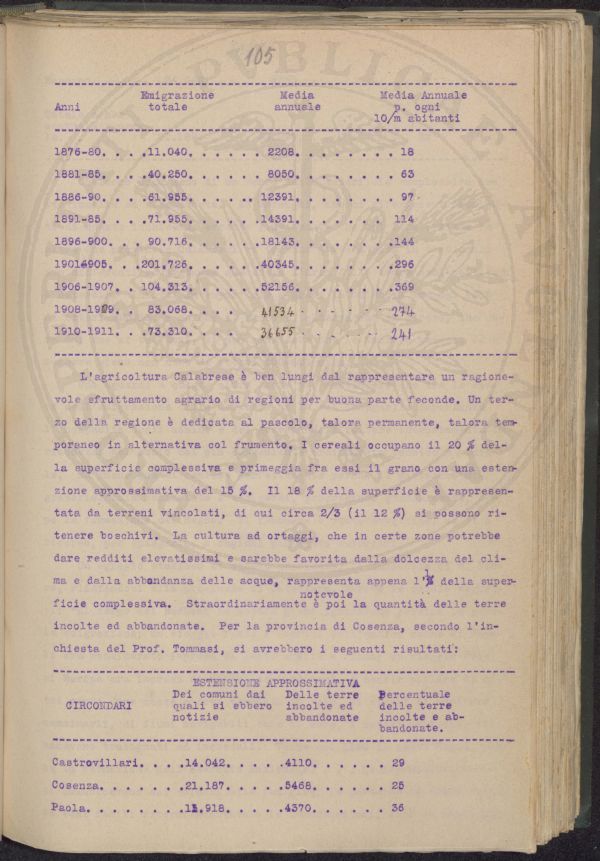 105
Emigrazione Media Media Annuale
Anni totale annuale p. ogni
10/m abitanti
1876-80. . . .11.040. . . . . . . 2208. . . . . . . . 18
1881-85. . . .40.250. . . . . . . 8050. . . . . . . . 63
1886-90. . . .61.955. . . . . . .. 12391. . . . . . . . 97
1891-85. . . .71.955. . . . . . .14391. . . . . . . . 114
1896-900. . . 90.716. . . . . . .18143. . . . . . . .144
1901-905. . .201.726. . . . . . .40345. . . . . . . .296
1906-1907. . 104.313. . . . . . .52156. . . . . . . .369
1908-1909. . 83.068. . . . . 41534 - - - - - - 274
1910-1911. . .73.310. . . . . 36655 - - - - - - 241
L'agricoltura Calabrese è ben lungi dal rappresentare un ragione-
vole sfruttamento agrario di regioni per buona parte feconde. Un ter-
zo della regione è dedicata al pascolo, talora permanente, talora tem-
poraneo in alternativa col frumento. I cereali occupano il 20 % del-
la superficie complessiva e primeggia fra essi il grano con una esten-
zione approssimativa del 15 %. Il 18 % della superficie è rappresen-
tata da terreni vincolati, di cui circa 2/3 (il 12 %) si possono ri-
tenere boschivi. La cultura ad ortaggi, che in certe zone potrebbe
dare redditi elevatissimi e sarebbe favorita dalla dolcezza del cli-
ma e dalla abbondanza delle acque, rappresenta appena l'1% della super-
notevole
ficie complessiva. Straordinariamente è poi la quantità delle terre
incolte ed abbandonate. Per la provincia di Cosenza, secondo l'in-
chiesta del Prof. Tommasi, si avrebbero i seguenti risultati:
ESTENSIONE APPROSSIMATIVA
Dei comuni dai Delle terre Percentuale
CIRCONDARI quali si ebbero incolte ed delle terre
notizie abbandonate incolte e ab-
bandonate.
Castrovillari. . . .14.042. . . . .4110. . . . . . . 29
Cosenza. . . . . . .21.187. . . . .5468. . . . . . . 25
Paola. . . . . . . . .11.918. . . . .4370. . . . . . . 36